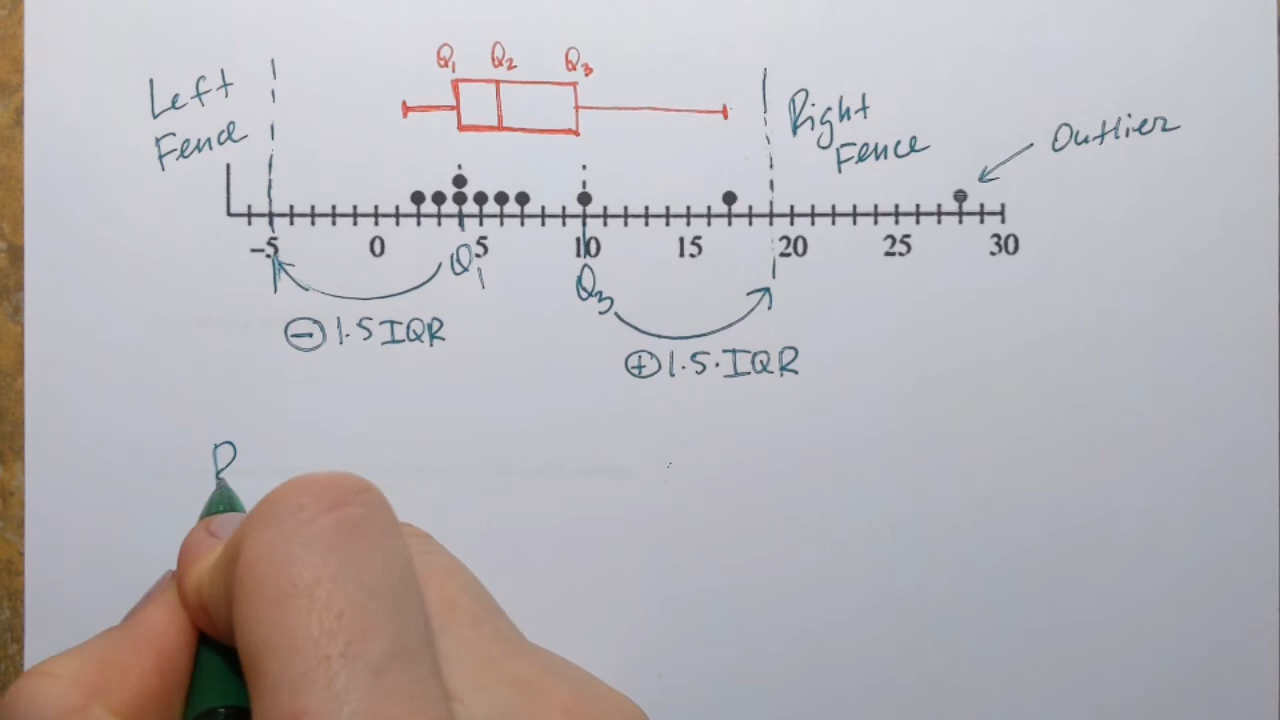 Q1 Q2 Q3
Left
Fence
Right
Fence
Outlier
-5 0 5 10 15 20 25 30
Q1
Q3
⊖ 1.5 IQR
⊕ 1.5·IQR
R